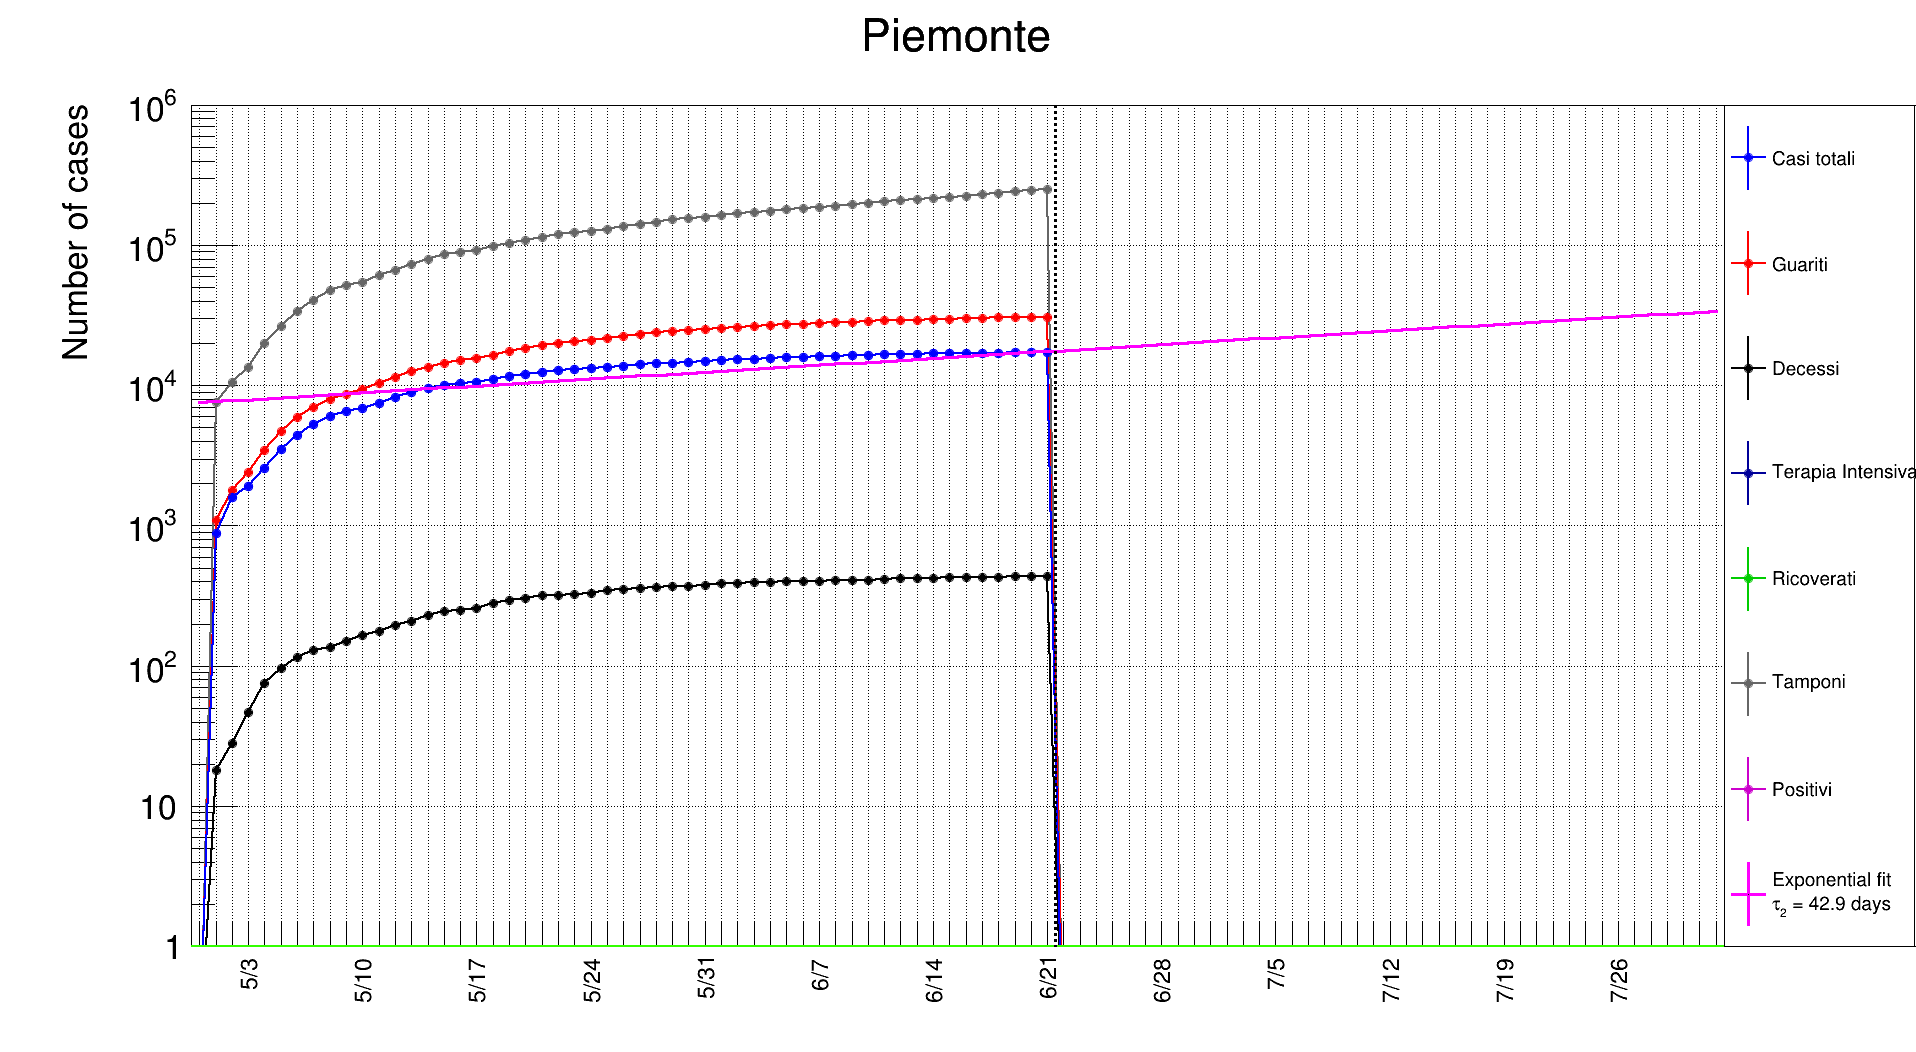 Piemonte
Number of cases
10^6
10^5
10^4
10^3
10^2
10
1
5/3
5/10
5/17
5/24
5/31
6/7
6/14
6/21
6/28
7/5
7/12
7/19
7/26
Casi totali
Guariti
Decessi
Terapia Intensiva
Ricoverati
Tamponi
Positivi
Exponential fit
τ_2 = 42.9 days